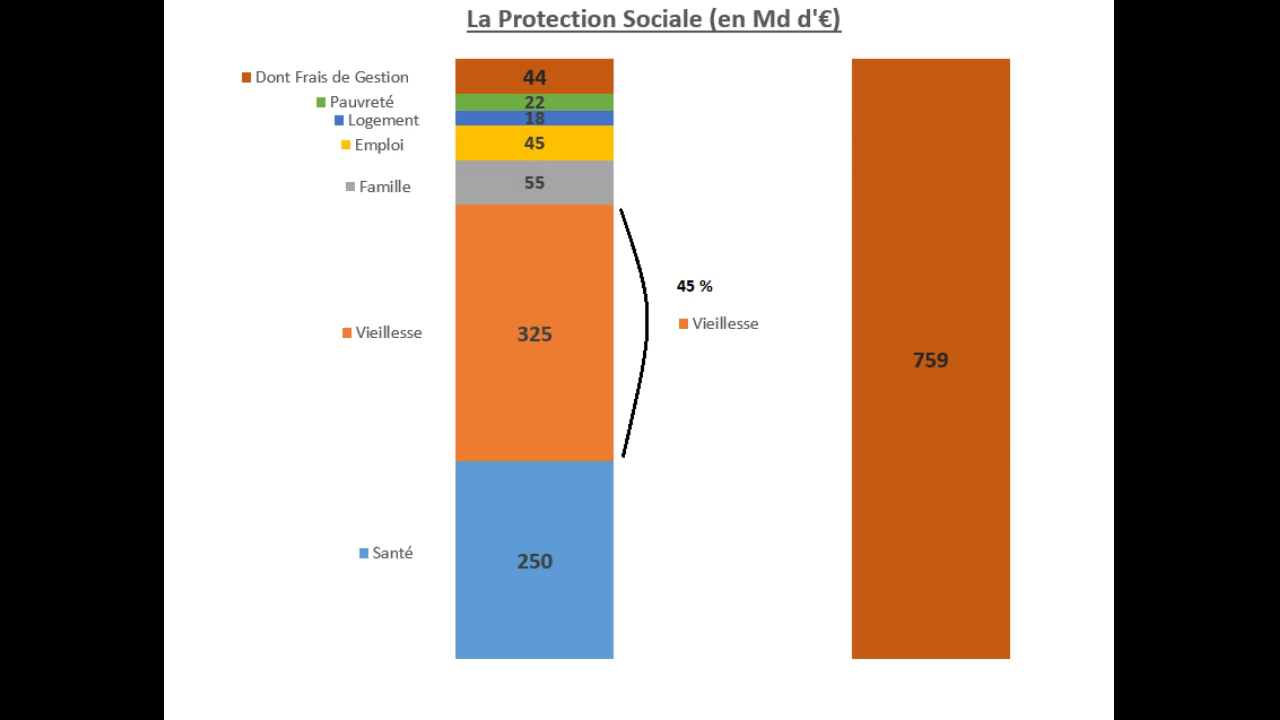 La Protection Sociale (en Md d'€)
Dont Frais de Gestion
44
Pauvreté
22
Logement
18
Emploi
45
Famille
55
45 %
Vieillesse
Vieillesse
325
759
Santé
250